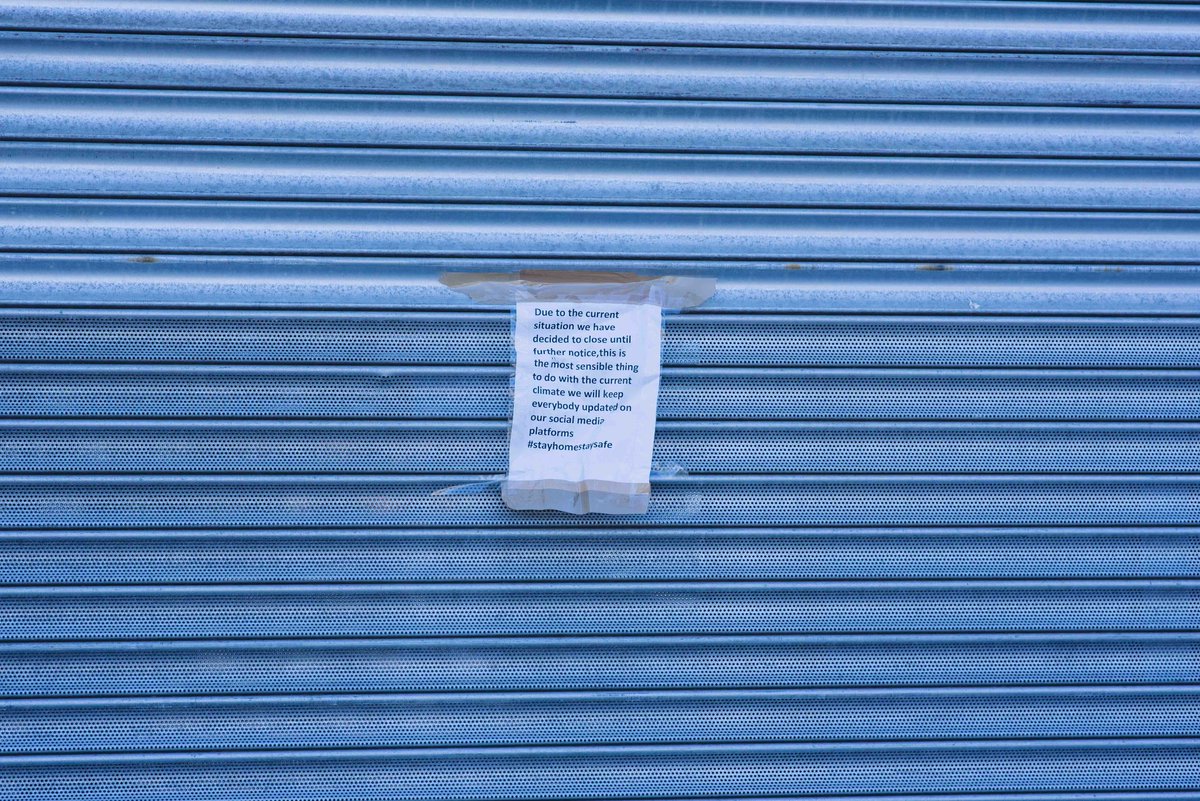 Due to the current
situation we have
decided to close until
further notice,this is
the most sensible thing
to do with the current
climate we will keep
everybody updated on
our social media
platforms
#stayhomestaysafe